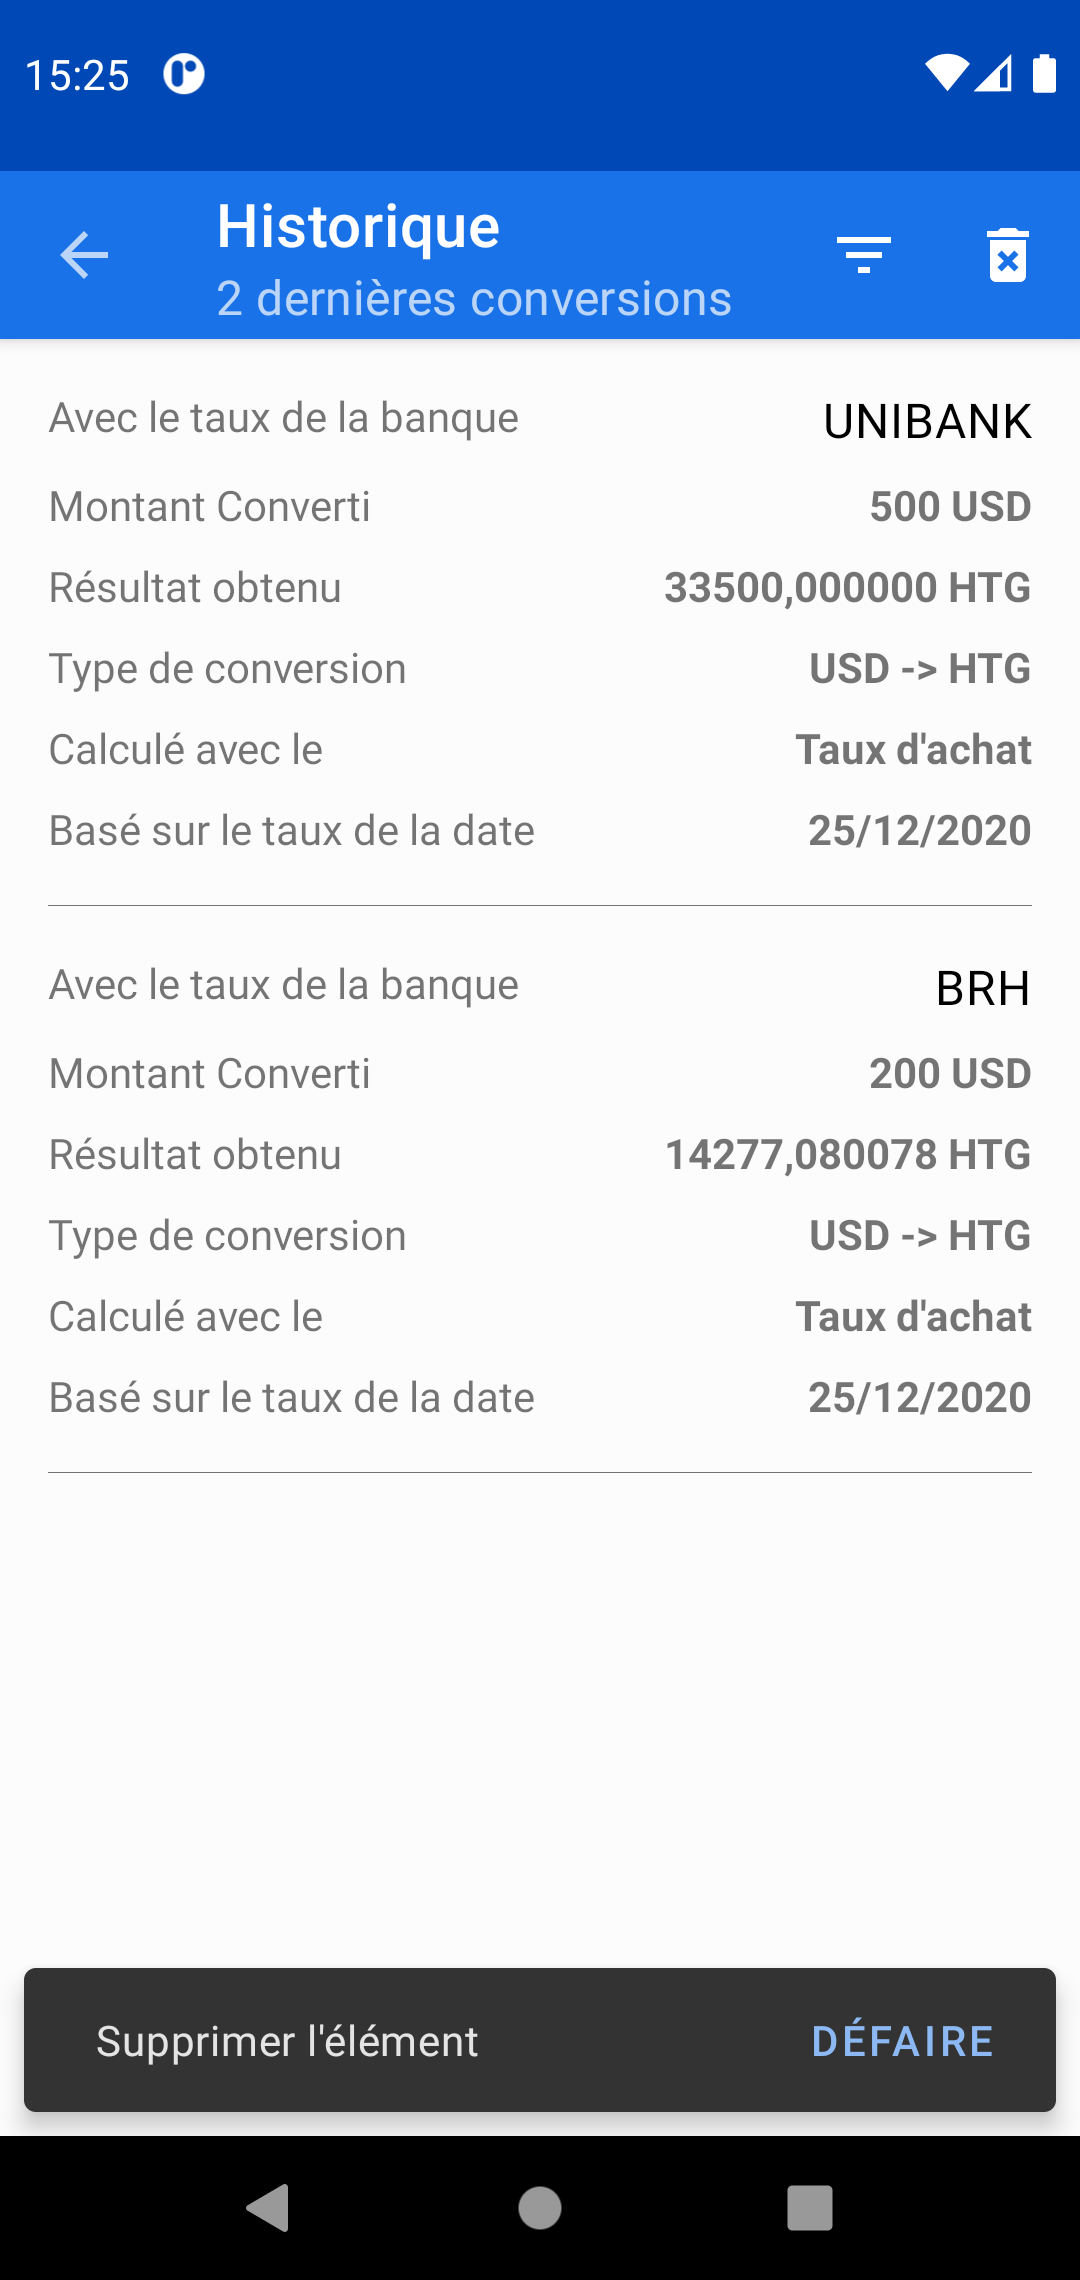 15:25
Historique
2 dernières conversions
Avec le taux de la banque UNIBANK
Montant Converti 500 USD
Résultat obtenu 33500,000000 HTG
Type de conversion USD -> HTG
Calculé avec le Taux d'achat
Basé sur le taux de la date 25/12/2020
Avec le taux de la banque BRH
Montant Converti 200 USD
Résultat obtenu 14277,080078 HTG
Type de conversion USD -> HTG
Calculé avec le Taux d'achat
Basé sur le taux de la date 25/12/2020
Supprimer l'élément DÉFAIRE